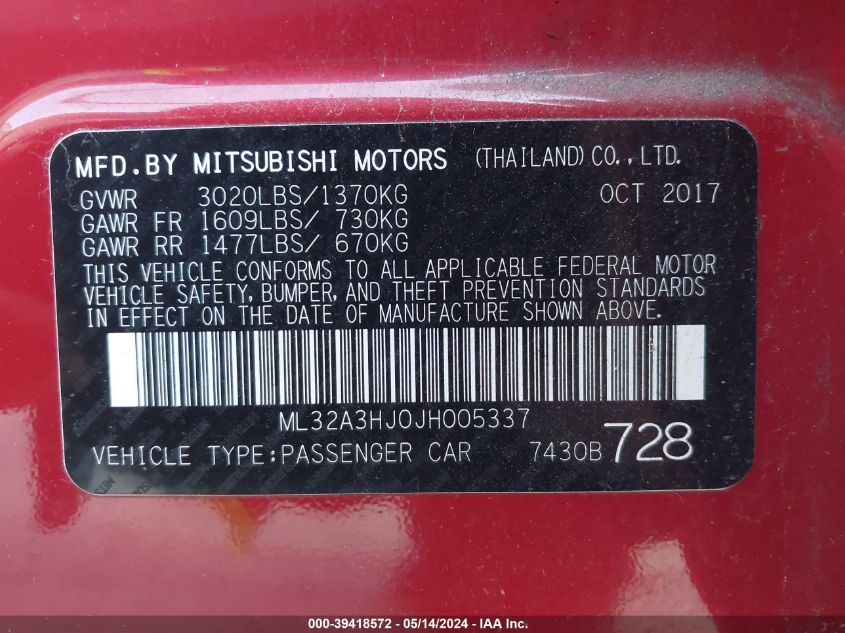 MFD.BY MITSUBISHI MOTORS (THAILAND) CO.,LTD.
GVWR 3020LBS/1370KG OCT 2017
GAWR FR 1609LBS/ 730KG
GAWR RR 1477LBS/ 670KG
THIS VEHICLE CONFORMS TO ALL APPLICABLE FEDERAL MOTOR
VEHICLE SAFETY, BUMPER, AND THEFT PREVENTION STANDARDS
IN EFFECT ON THE DATE OF MANUFACTURE SHOWN ABOVE.
ML32A3HJ0JH005337
VEHICLE TYPE:PASSENGER CAR 7430B 728
000-39418572 - 05/14/2024 - IAA Inc.